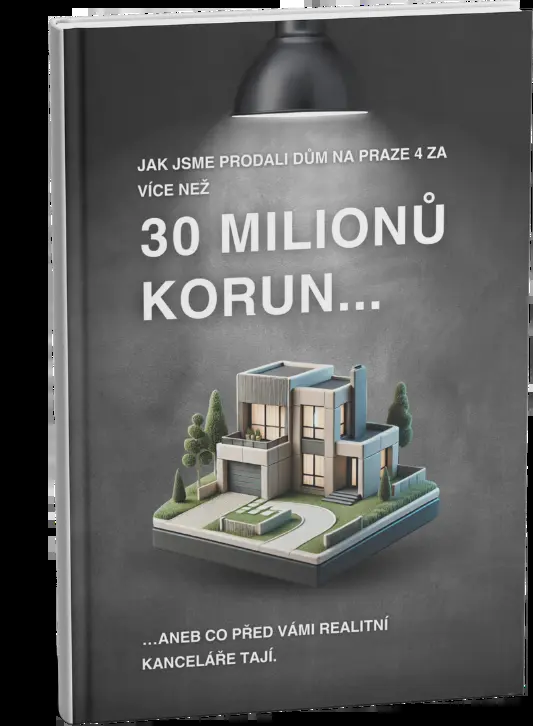 JAK JSME PRODALI DŮM NA PRAZE 4 ZA
VÍCE NEŽ
30 MILIONŮ
KORUN...
...ANEB CO PŘED VÁMI REALITNÍ
KANCELÁŘE TAJÍ.